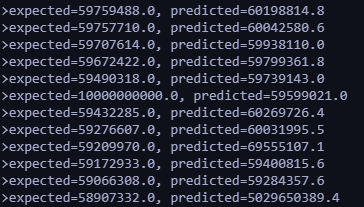 >expected=59759488.0, predicted=60198814.8
>expected=59757710.0, predicted=60042580.6
>expected=59707614.0, predicted=59938110.0
>expected=59672422.0, predicted=59799361.8
>expected=59490318.0, predicted=59739143.0
>expected=10000000000.0, predicted=59599021.0
>expected=59432285.0, predicted=60269726.4
>expected=59276607.0, predicted=60031995.5
>expected=59209970.0, predicted=69555107.1
>expected=59172933.0, predicted=59400815.6
>expected=59066308.0, predicted=59284357.6
>expected=58907332.0, predicted=5029650389.4